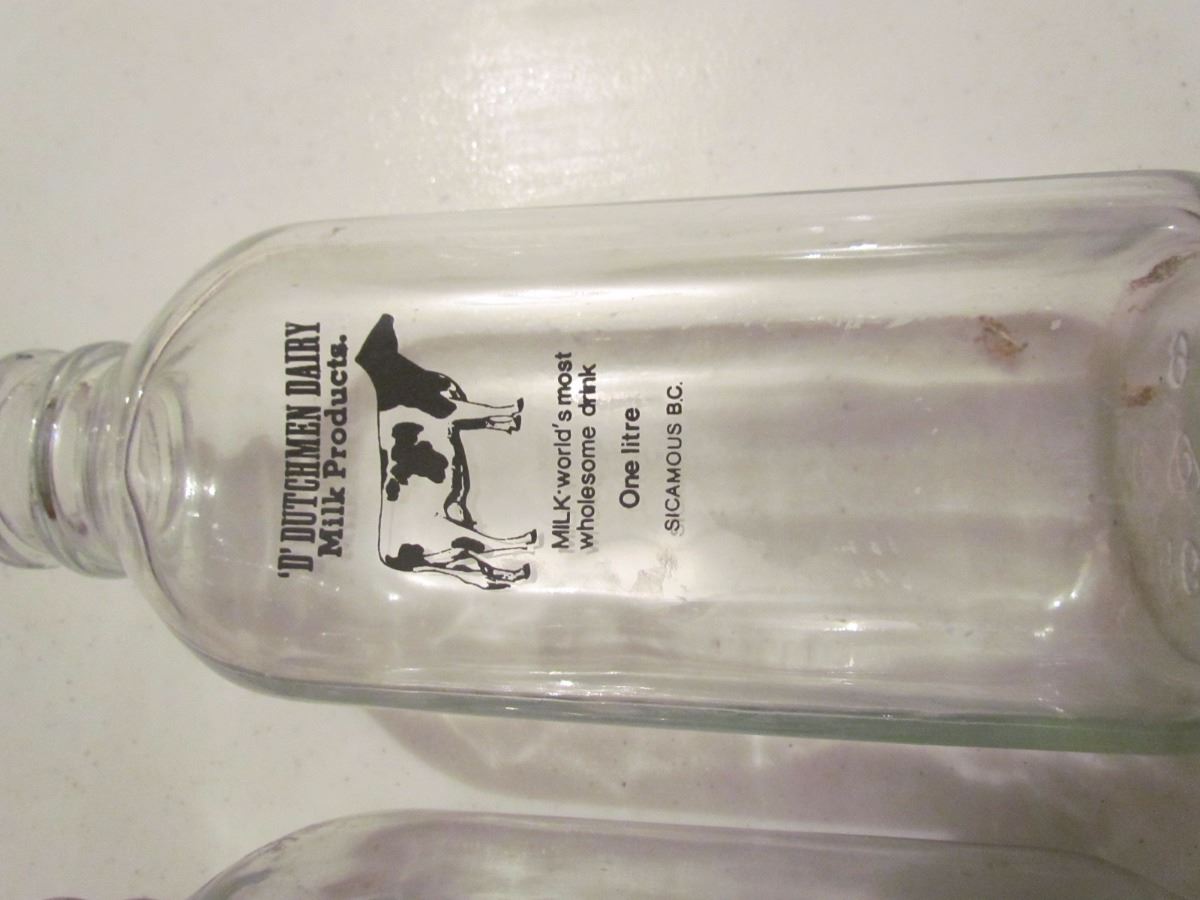 'D' DUTCHMEN DAIRY
Milk Products.
MILK·world's most
wholesome drink
One litre
SICAMOUS B.C.